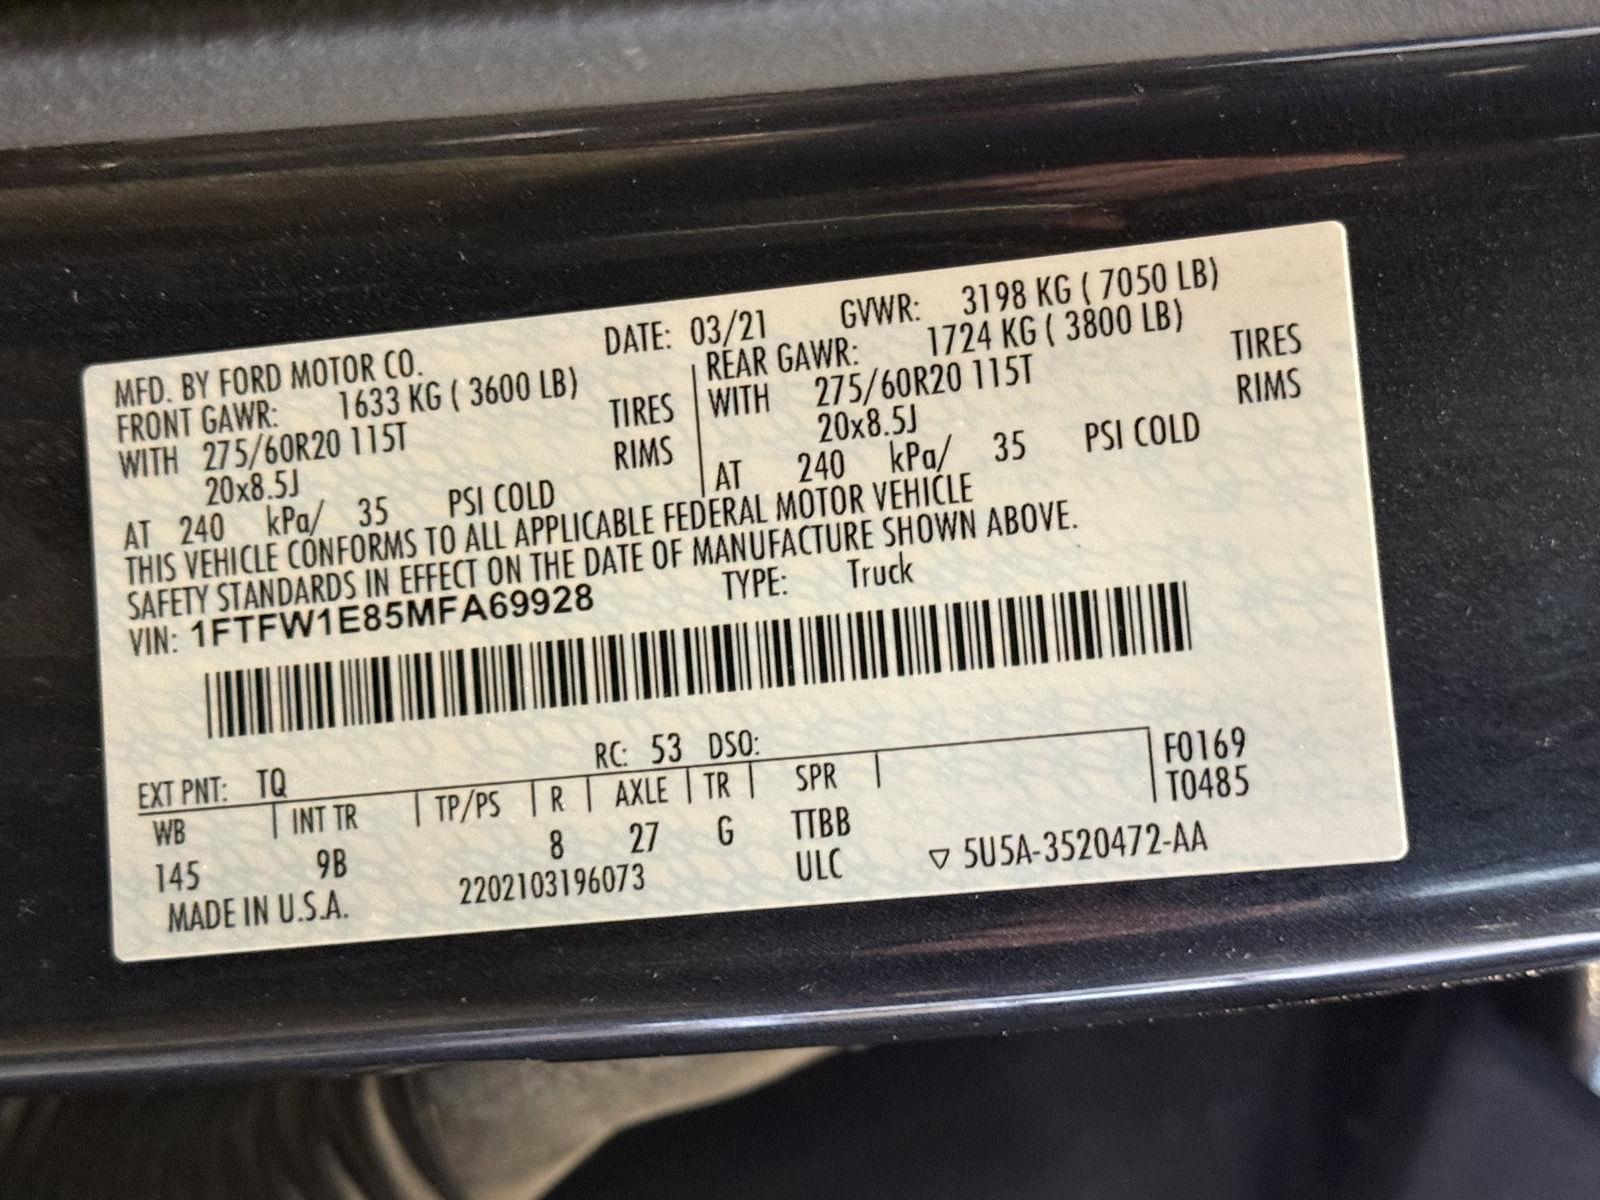 MFD. BY FORD MOTOR CO. DATE: 03/21 GVWR: 3198 KG ( 7050 LB)
FRONT GAWR: 1633 KG ( 3600 LB) REAR GAWR: 1724 KG ( 3800 LB)
WITH 275/60R20 115T TIRES WITH 275/60R20 115T TIRES
20x8.5J RIMS 20x8.5J RIMS
AT 240 kPa/ 35 PSI COLD AT 240 kPa/ 35 PSI COLD
THIS VEHICLE CONFORMS TO ALL APPLICABLE FEDERAL MOTOR VEHICLE
SAFETY STANDARDS IN EFFECT ON THE DATE OF MANUFACTURE SHOWN ABOVE.
VIN: 1FTFW1E85MFA69928 TYPE: Truck
EXT PNT: TQ RC: 53 DSO: F0169
WB INT TR TP/PS R AXLE TR SPR T0485
145 9B 8 27 G TTBB
MADE IN U.S.A. 2202103196073 ULC ▽ 5U5A-3520472-AA